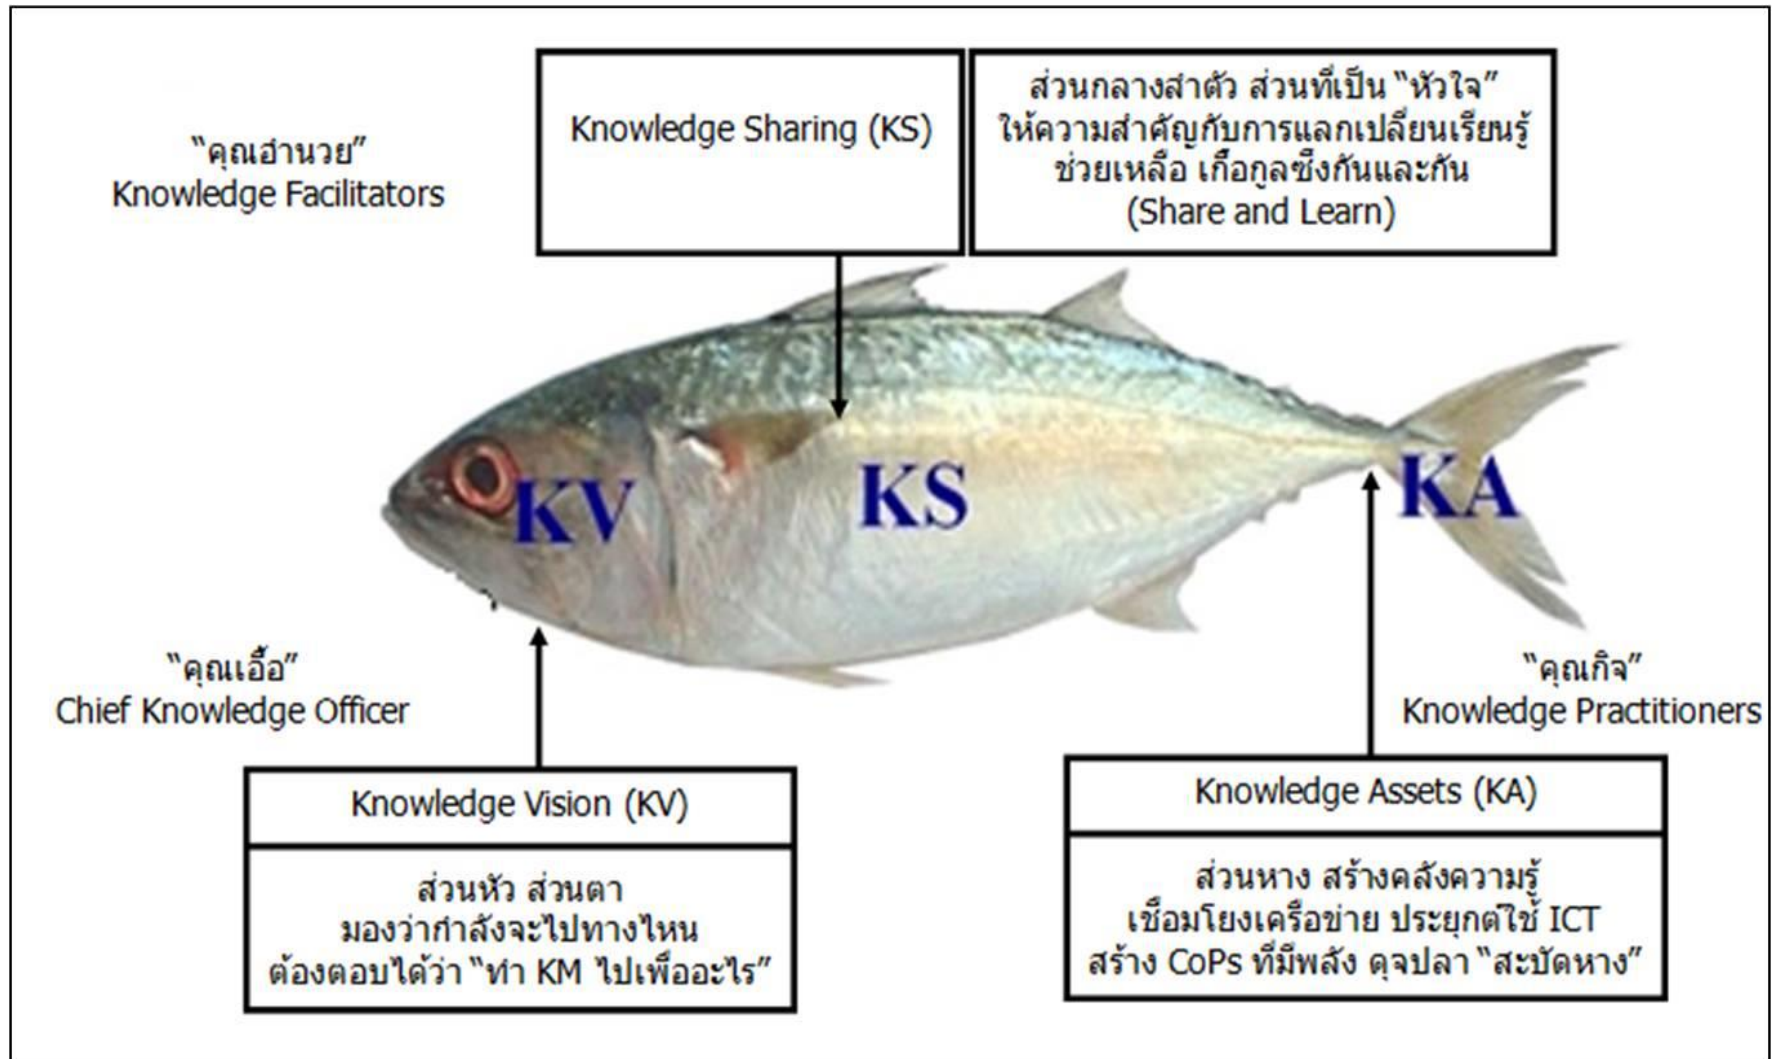 "คุณอำนวย"
Knowledge Facilitators
Knowledge Sharing (KS)
ส่วนกลางลำตัว ส่วนที่เป็น "หัวใจ"
ให้ความสำคัญกับการแลกเปลี่ยนเรียนรู้
ช่วยเหลือ เกื้อกูลซึ่งกันและกัน
(Share and Learn)
KV
KS
KA
"คุณเอื้อ"
Chief Knowledge Officer
"คุณกิจ"
Knowledge Practitioners
Knowledge Vision (KV)
ส่วนหัว ส่วนตา
มองว่ากำลังจะไปทางไหน
ต้องตอบได้ว่า "ทำ KM ไปเพื่ออะไร"
Knowledge Assets (KA)
ส่วนหาง สร้างคลังความรู้
เชื่อมโยงเครือข่าย ประยุกต์ใช้ ICT
สร้าง CoPs ที่มีพลัง ดุจปลา "สะบัดหาง"